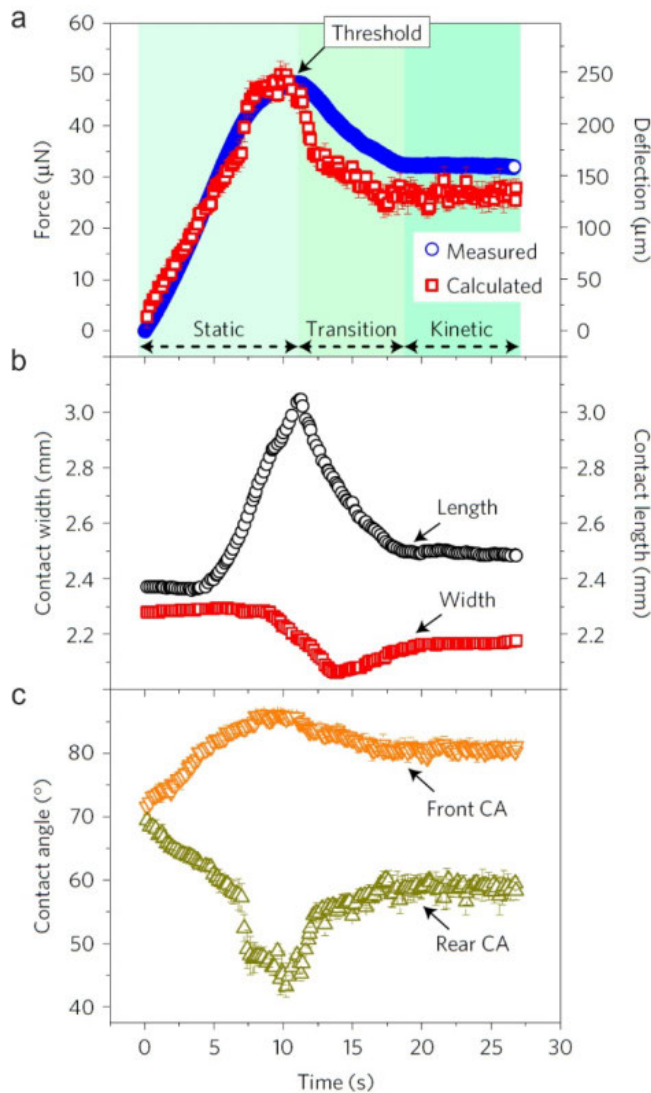 a
60
50
40
30
20
10
0
Force (μN)
Threshold
250
200
150
100
50
0
Deflection (μm)
Measured
Calculated
Static
Transition
Kinetic
b
3.0
2.8
2.6
2.4
2.2
Contact width (mm)
Length
Width
3.0
2.8
2.6
2.4
2.2
Contact length (mm)
c
80
70
60
50
40
Contact angle (°)
Front CA
Rear CA
0 5 10 15 20 25 30
Time (s)